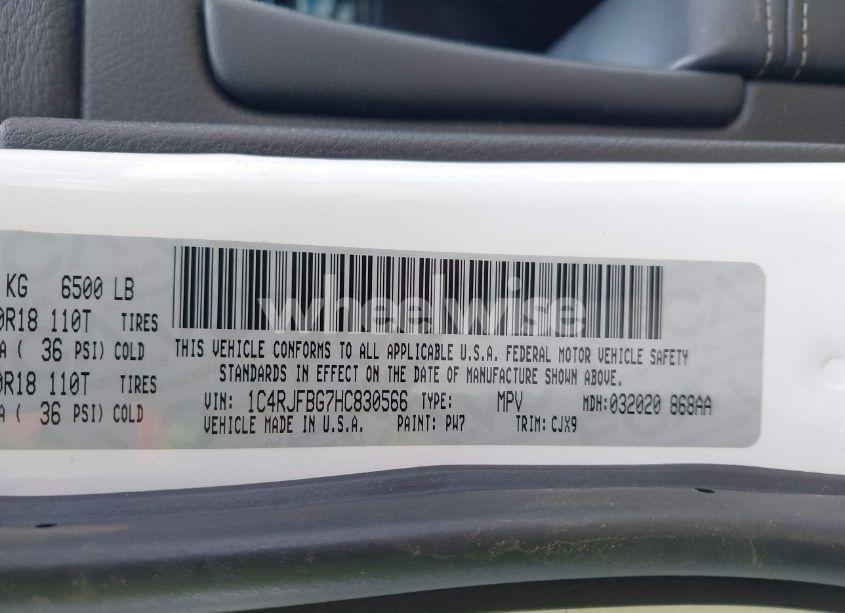 KG 6500 LB
0R18 110T TIRES
A ( 36 PSI) COLD
0R18 110T TIRES
A ( 36 PSI) COLD
wheelwise
THIS VEHICLE CONFORMS TO ALL APPLICABLE U.S.A. FEDERAL MOTOR VEHICLE SAFETY
STANDARDS IN EFFECT ON THE DATE OF MANUFACTURE SHOWN ABOVE.
VIN: 1C4RJFBG7HC830566 TYPE: MPV MDH:032020 868AA
VEHICLE MADE IN U.S.A. PAINT: PW7 TRIM: CJX9